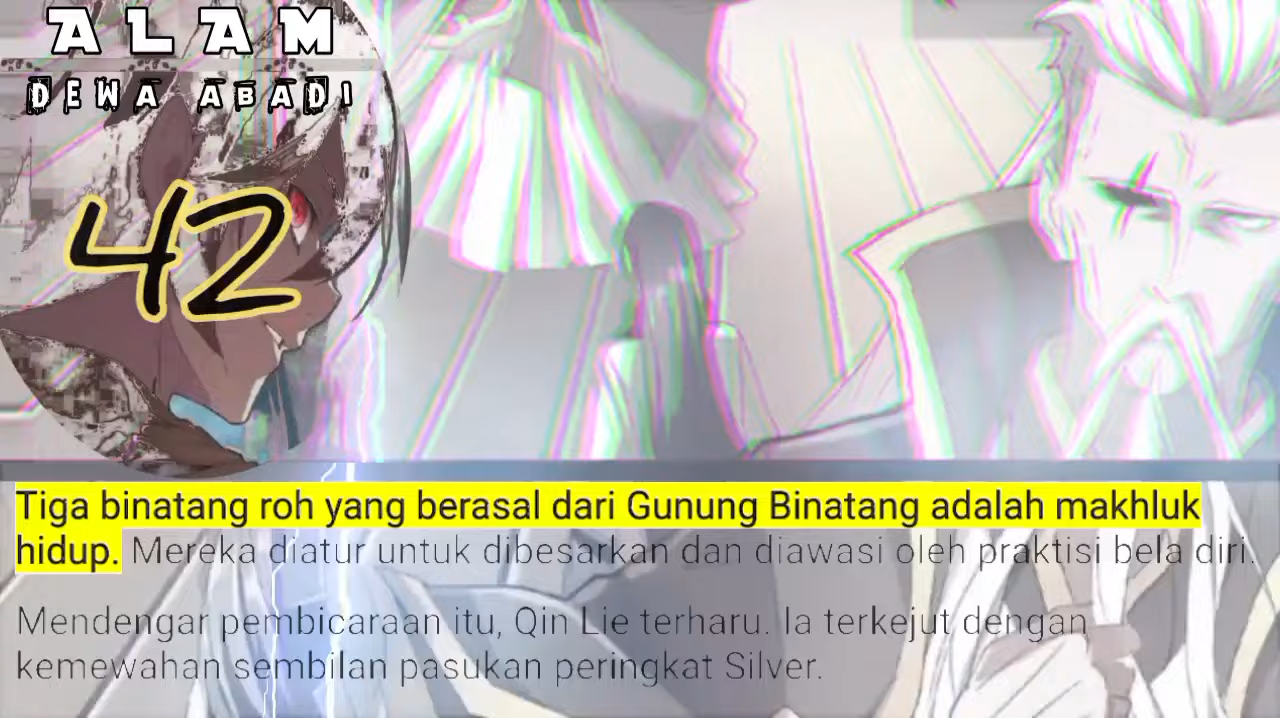 ALAM
DEWA ABADI
42
Tiga binatang roh yang berasal dari Gunung Binatang adalah makhluk
hidup. Mereka diatur untuk dibesarkan dan diawasi oleh praktisi bela diri.
Mendengar pembicaraan itu, Qin Lie terharu. Ia terkejut dengan
kemewahan sembilan pasukan peringkat Silver.